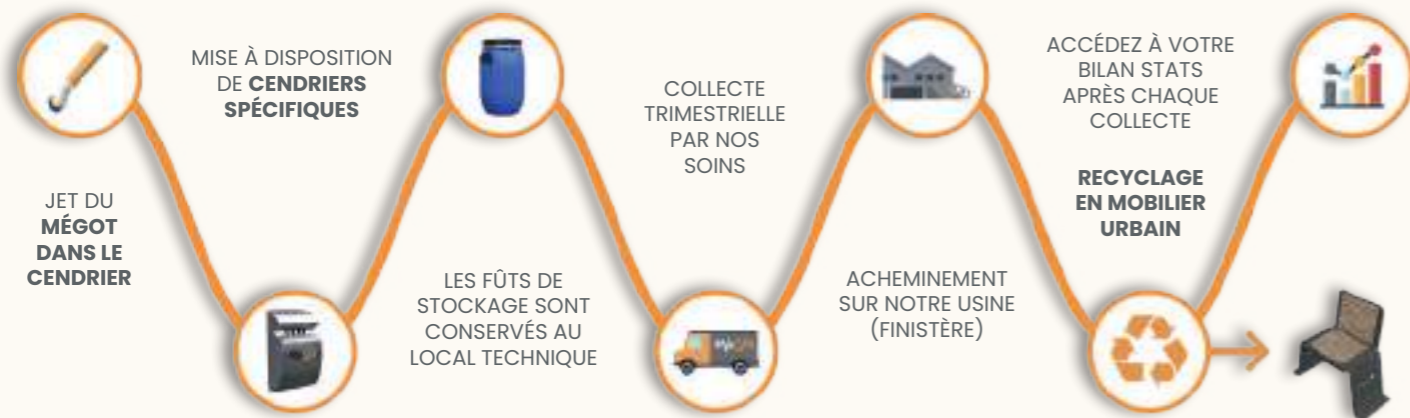 JET DU
MÉGOT
DANS LE
CENDRIER
MISE À DISPOSITION
DE CENDRIERS
SPÉCIFIQUES
LES FÛTS DE
STOCKAGE SONT
CONSERVÉS AU
LOCAL TECHNIQUE
COLLECTE
TRIMESTRIELLE
PAR NOS
SOINS
ACHEMINEMENT
SUR NOTRE USINE
(FINISTÈRE)
RECYCLAGE
EN MOBILIER
URBAIN
ACCÉDEZ À VOTRE
BILAN STATS
APRÈS CHAQUE
COLLECTE